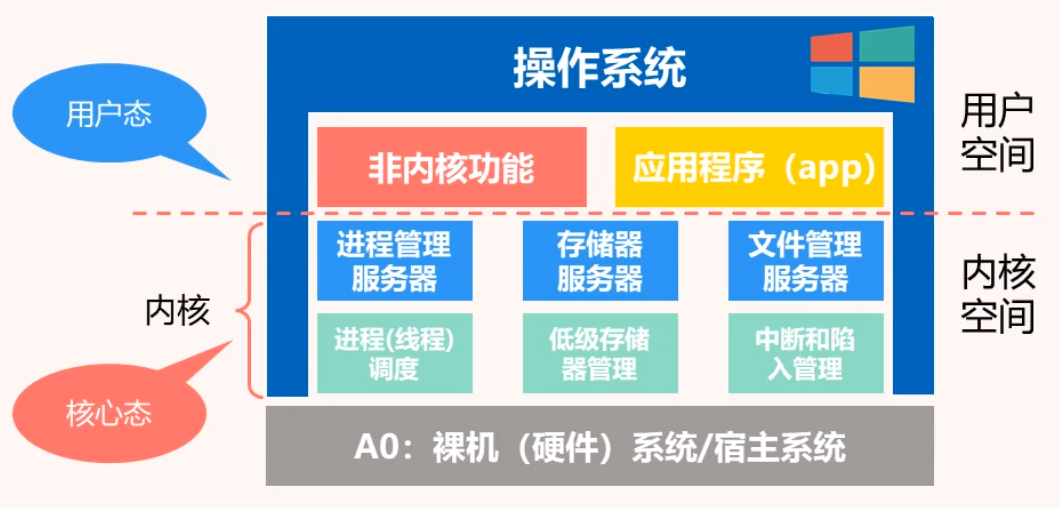 操作系统
用户态
用户
空间
非内核功能
应用程序（app）
进程管理
服务器
存储器
服务器
文件管理
服务器
内核
内核
空间
进程(线程)
调度
低级存储
器管理
中断和陷
入管理
核心态
A0：裸机（硬件）系统/宿主系统